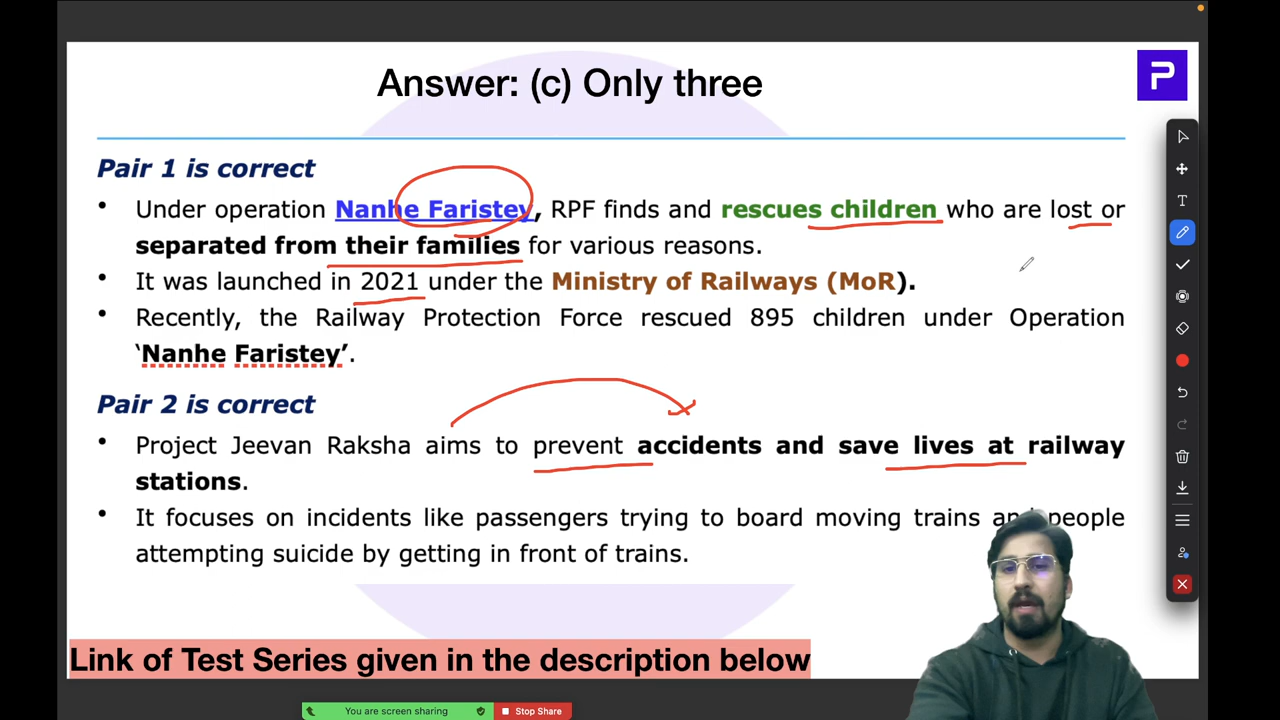 Answer: (c) Only three
Pair 1 is correct
• Under operation Nanhe Faristey, RPF finds and rescues children who are lost or
separated from their families for various reasons.
• It was launched in 2021 under the Ministry of Railways (MoR).
• Recently, the Railway Protection Force rescued 895 children under Operation
‘Nanhe Faristey’.
Pair 2 is correct
• Project Jeevan Raksha aims to prevent accidents and save lives at railway
stations.
• It focuses on incidents like passengers trying to board moving trains and people
attempting suicide by getting in front of trains.
Link of Test Series given in the description below
You are screen sharing
Stop Share